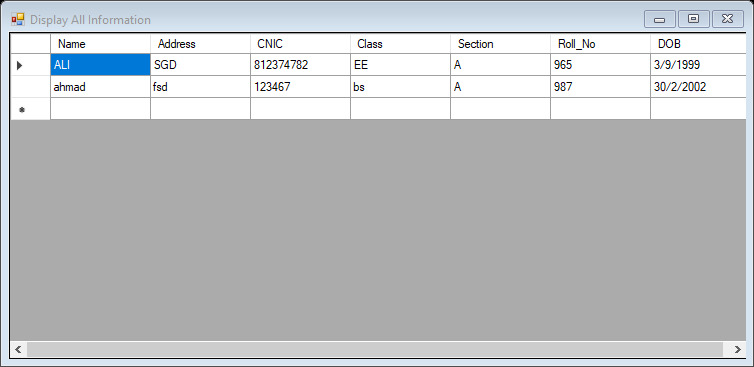 Display All Information
Name Address CNIC Class Section Roll_No DOB
ALI SGD 812374782 EE A 965 3/9/1999
ahmad fsd 123467 bs A 987 30/2/2002